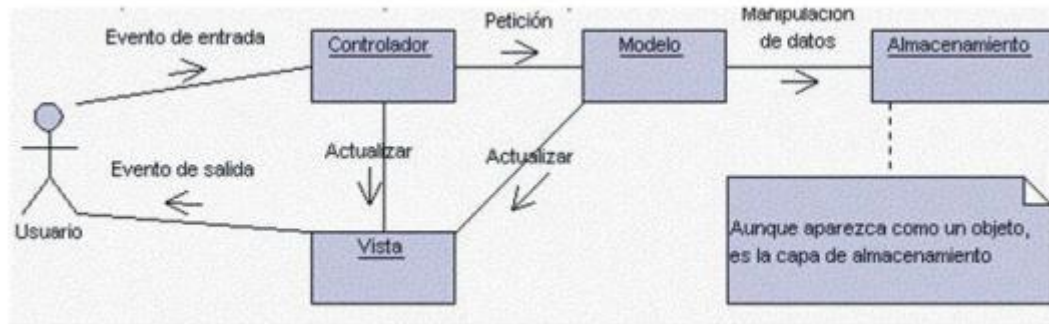 Evento de entrada
Controlador
Petición
Modelo
Manipulación
de datos
Almacenamiento
Actualizar
Actualizar
Evento de salida
Usuario
Vista
Aunque aparezca como un objeto,
es la capa de almacenamiento